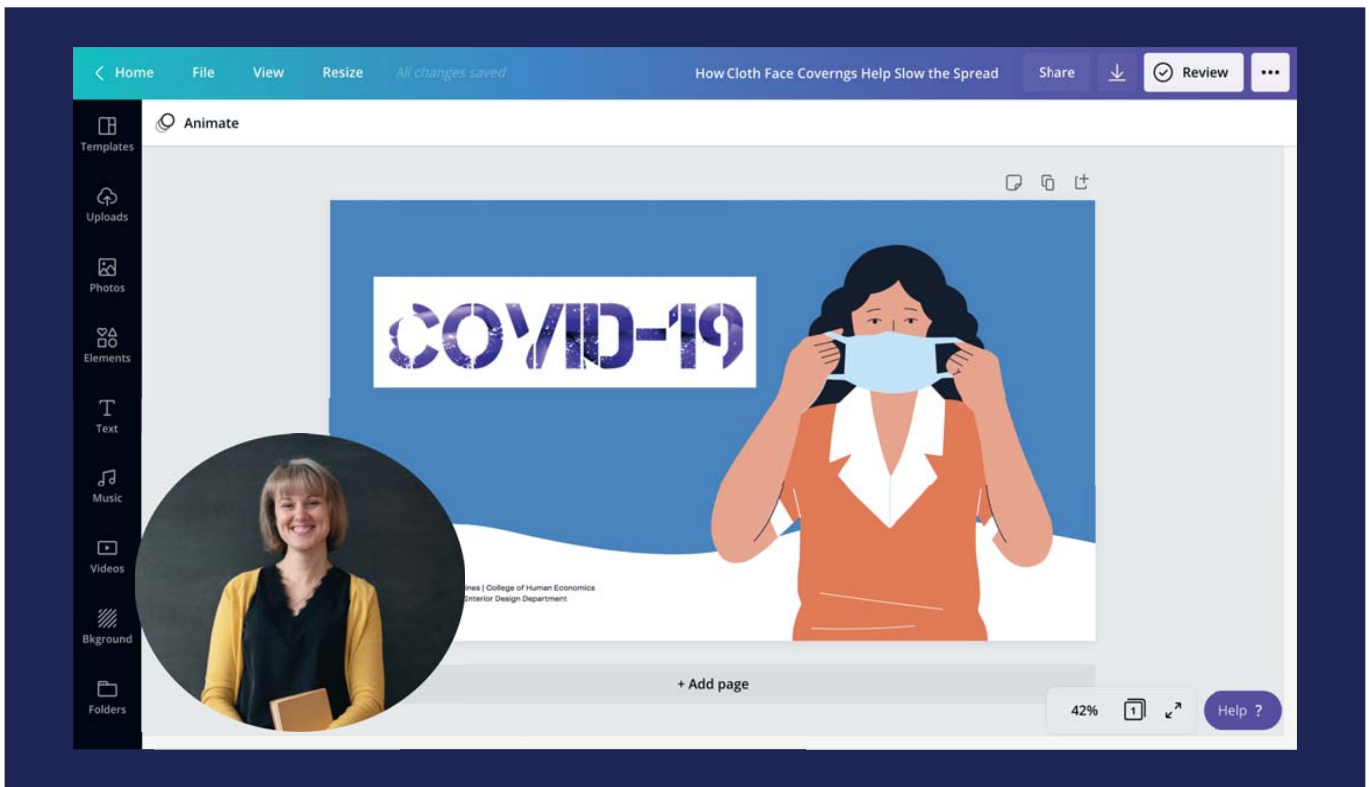 Home File View Resize All changes saved How Cloth Face Coverngs Help Slow the Spread Share Review
Animate
Templates
Uploads
Photos
Elements
Text
Music
Videos
Bkground
Folders
COVID-19
| College of Human Economics
Interior Design Department
+ Add page
42% 1 Help ?